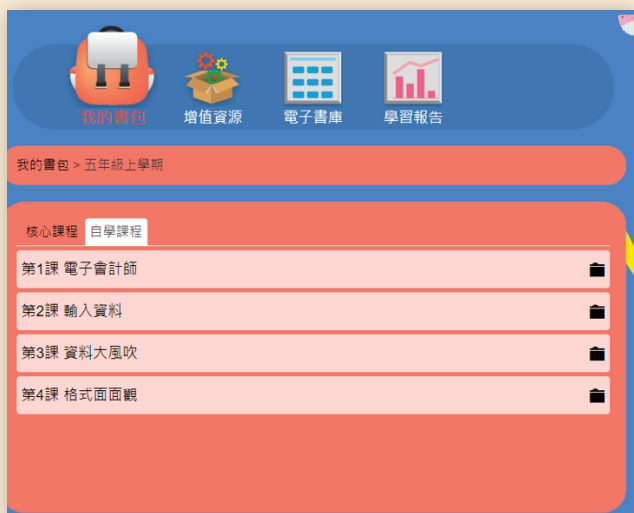 我的書包 增值資源 電子書庫 學習報告
我的書包 > 五年級上學期
核心課程 自學課程
第1課 電子會計師
第2課 輸入資料
第3課 資料大風吹
第4課 格式面面觀